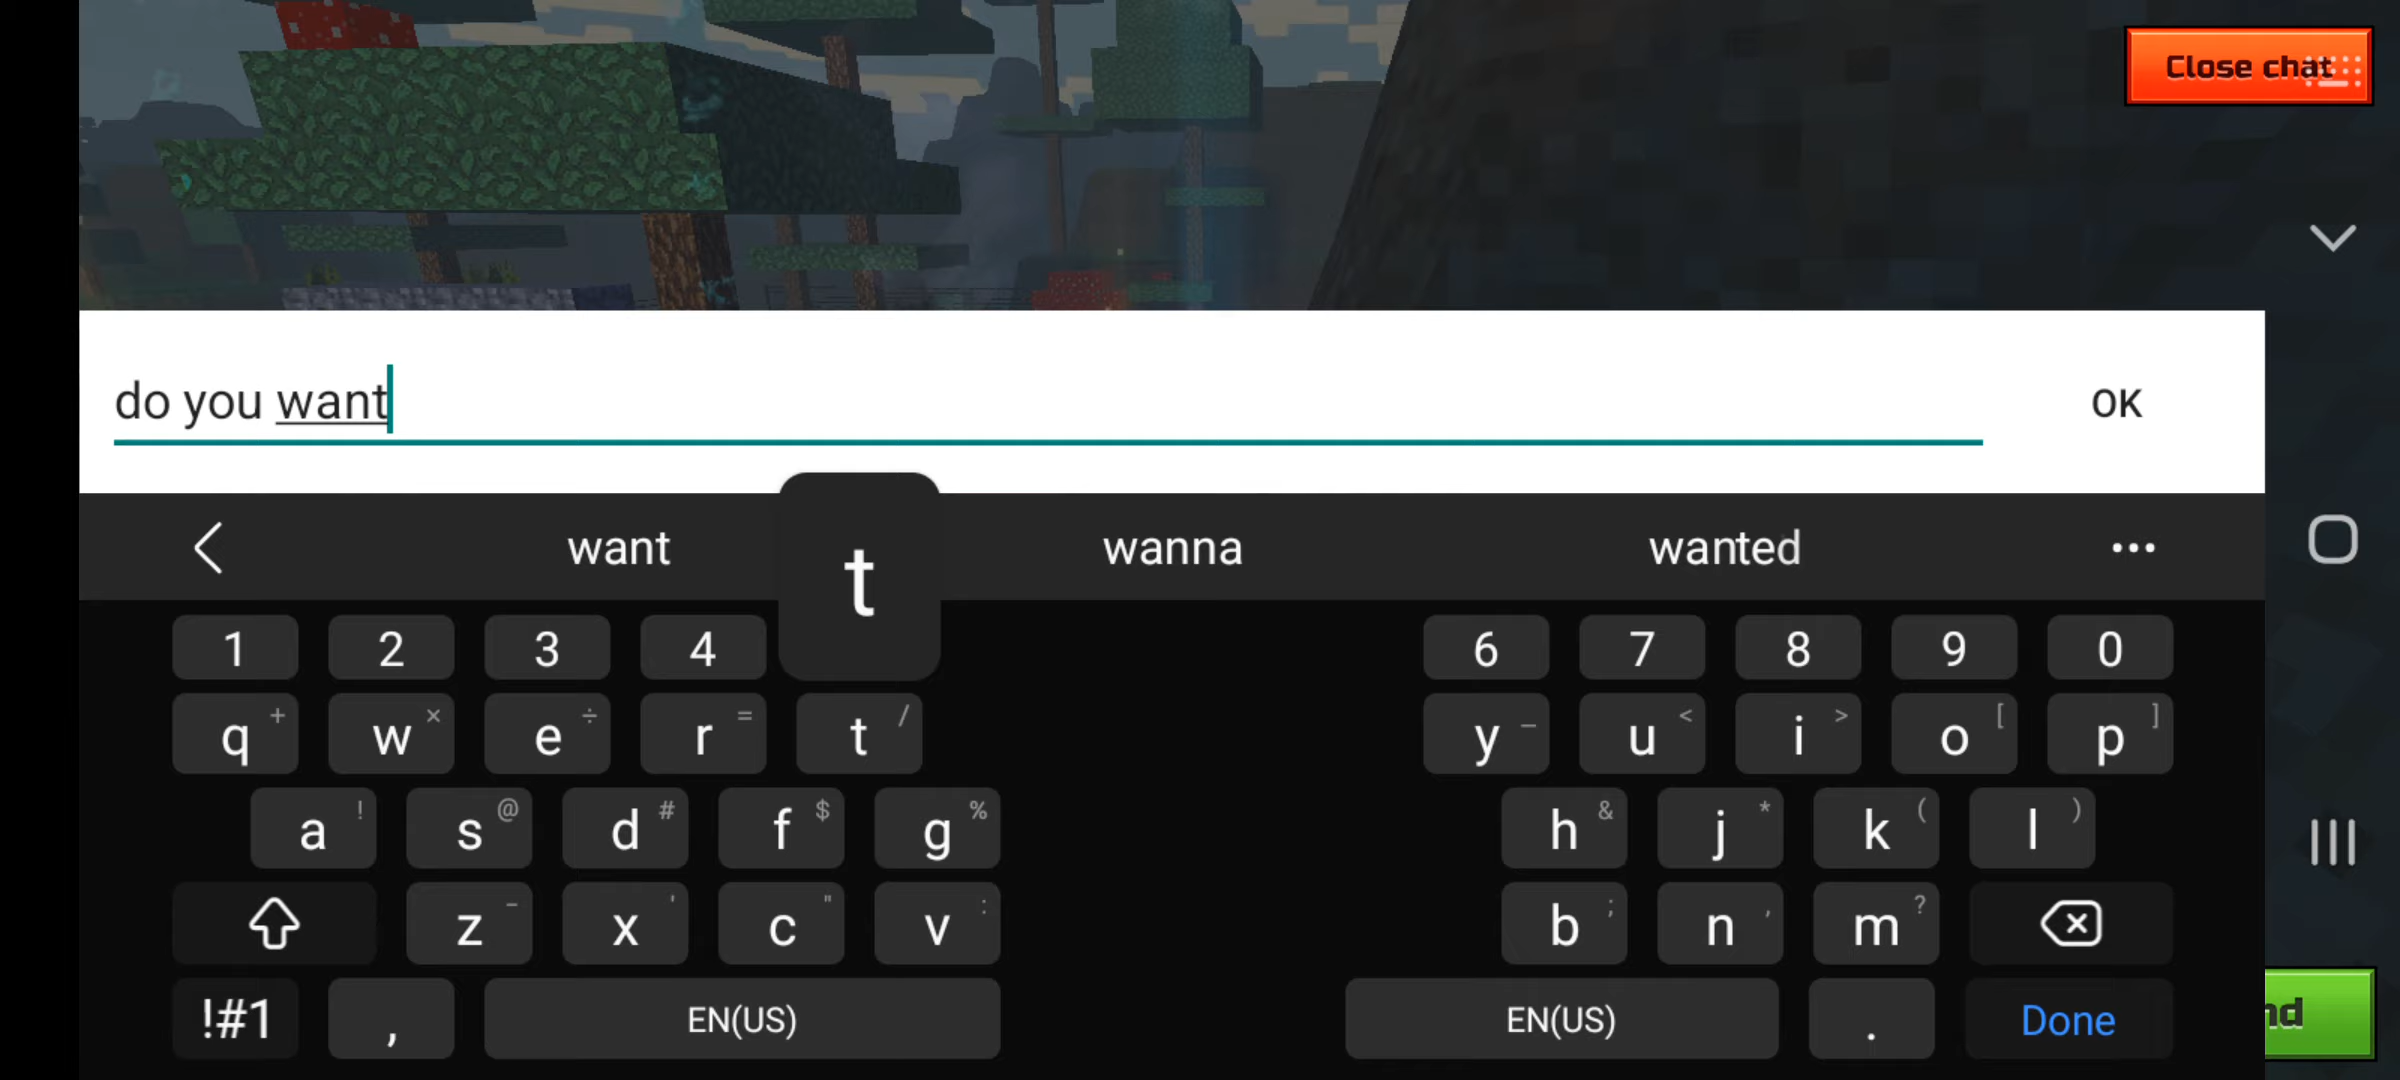 Close chat
do you want
OK
want t wanna wanted ...
1 2 3 4 6 7 8 9 0
q + w × e ÷ r = t / y _ u < i > o [ p ]
a ! s @ d # f $ g % h & j * k ( l )
z - x ' c " v : b ; n , m ?
!#1 , EN(US) EN(US) . Done
nd